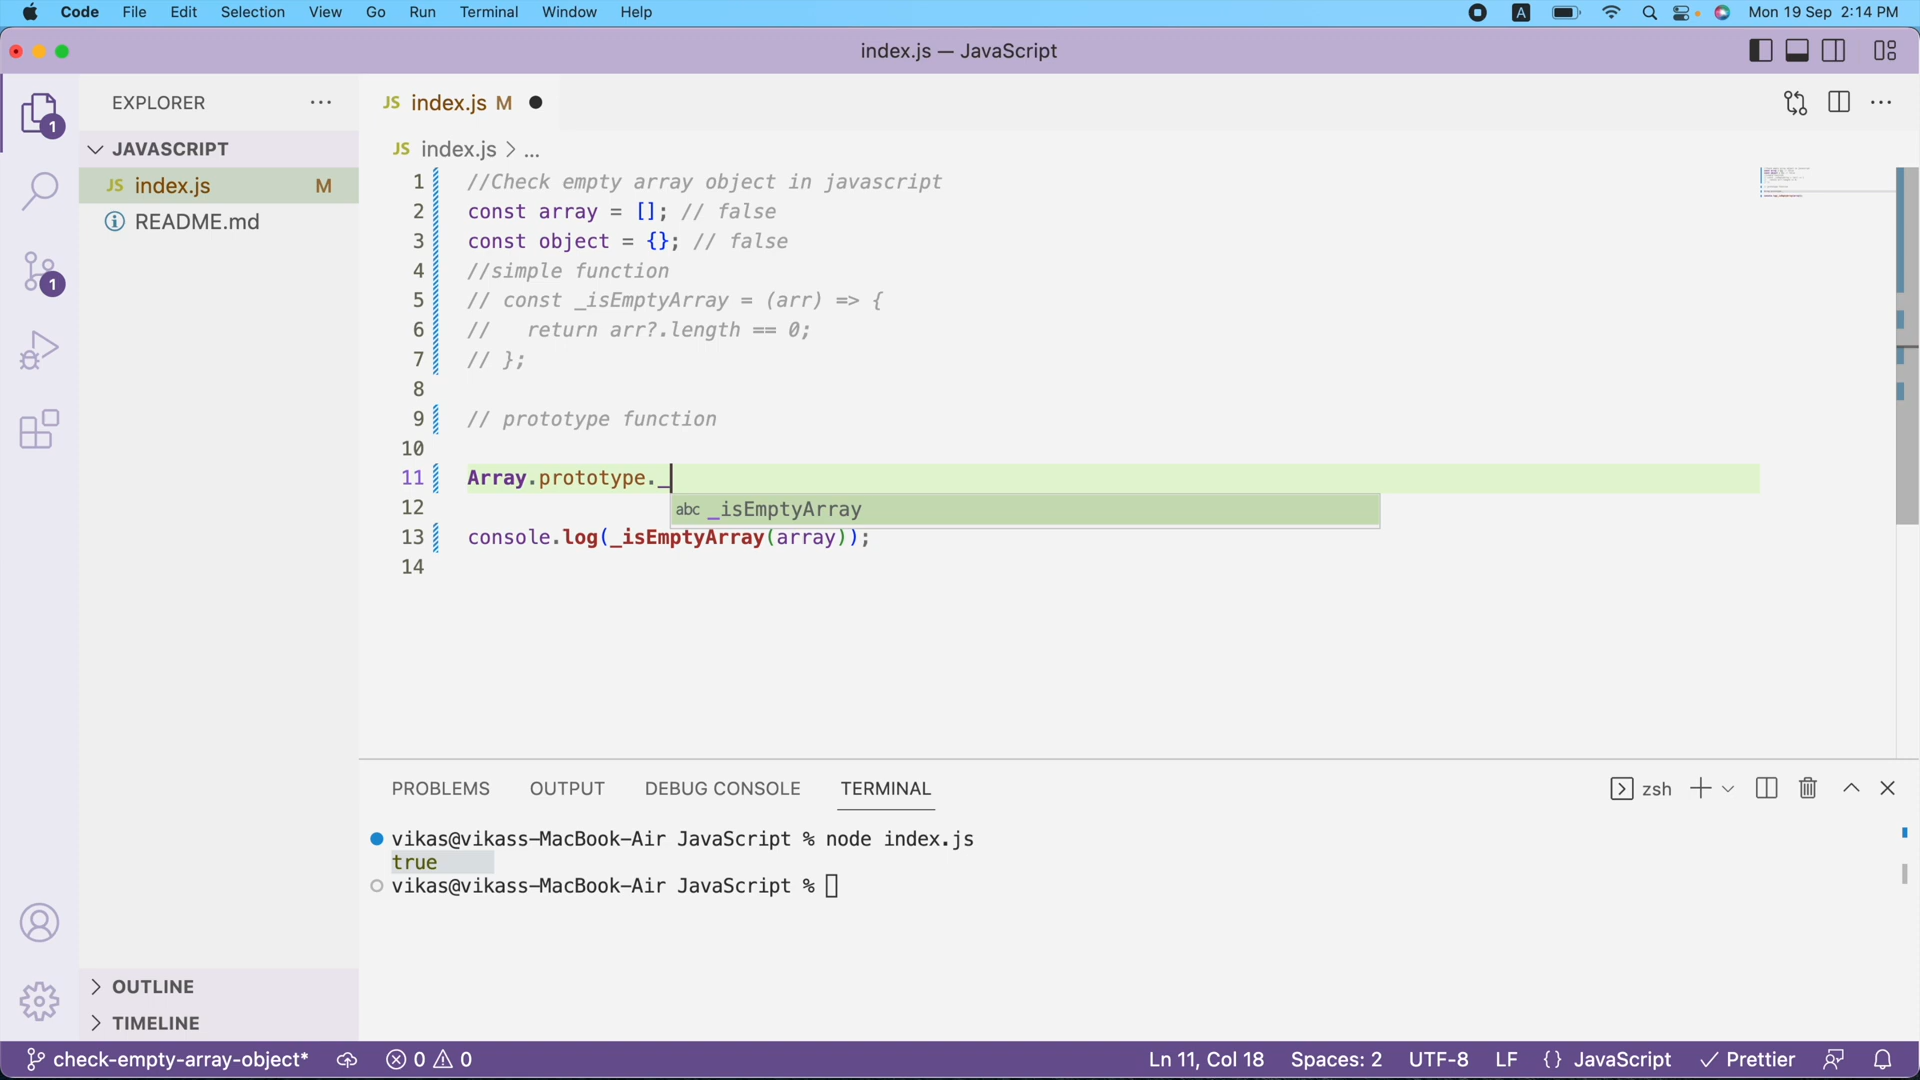 Code File Edit Selection View Go Run Terminal Window Help A Mon 19 Sep 2:14 PM
index.js — JavaScript
EXPLORER ···
JS index.js M ●
1
JAVASCRIPT
JS index.js > ...
JS index.js M
README.md
1
1 //Check empty array object in javascript
2 const array = []; // false
3 const object = {}; // false
4 //simple function
5 // const _isEmptyArray = (arr) => {
6 //   return arr?.length == 0;
7 // };
8
9 // prototype function
10
11 Array.prototype._
12
abc _isEmptyArray
13 console.log(_isEmptyArray(array));
14
PROBLEMS OUTPUT DEBUG CONSOLE TERMINAL zsh
vikas@vikass-MacBook-Air JavaScript % node index.js
true
vikas@vikass-MacBook-Air JavaScript %
OUTLINE
TIMELINE
check-empty-array-object* 0 0 Ln 11, Col 18 Spaces: 2 UTF-8 LF {} JavaScript Prettier